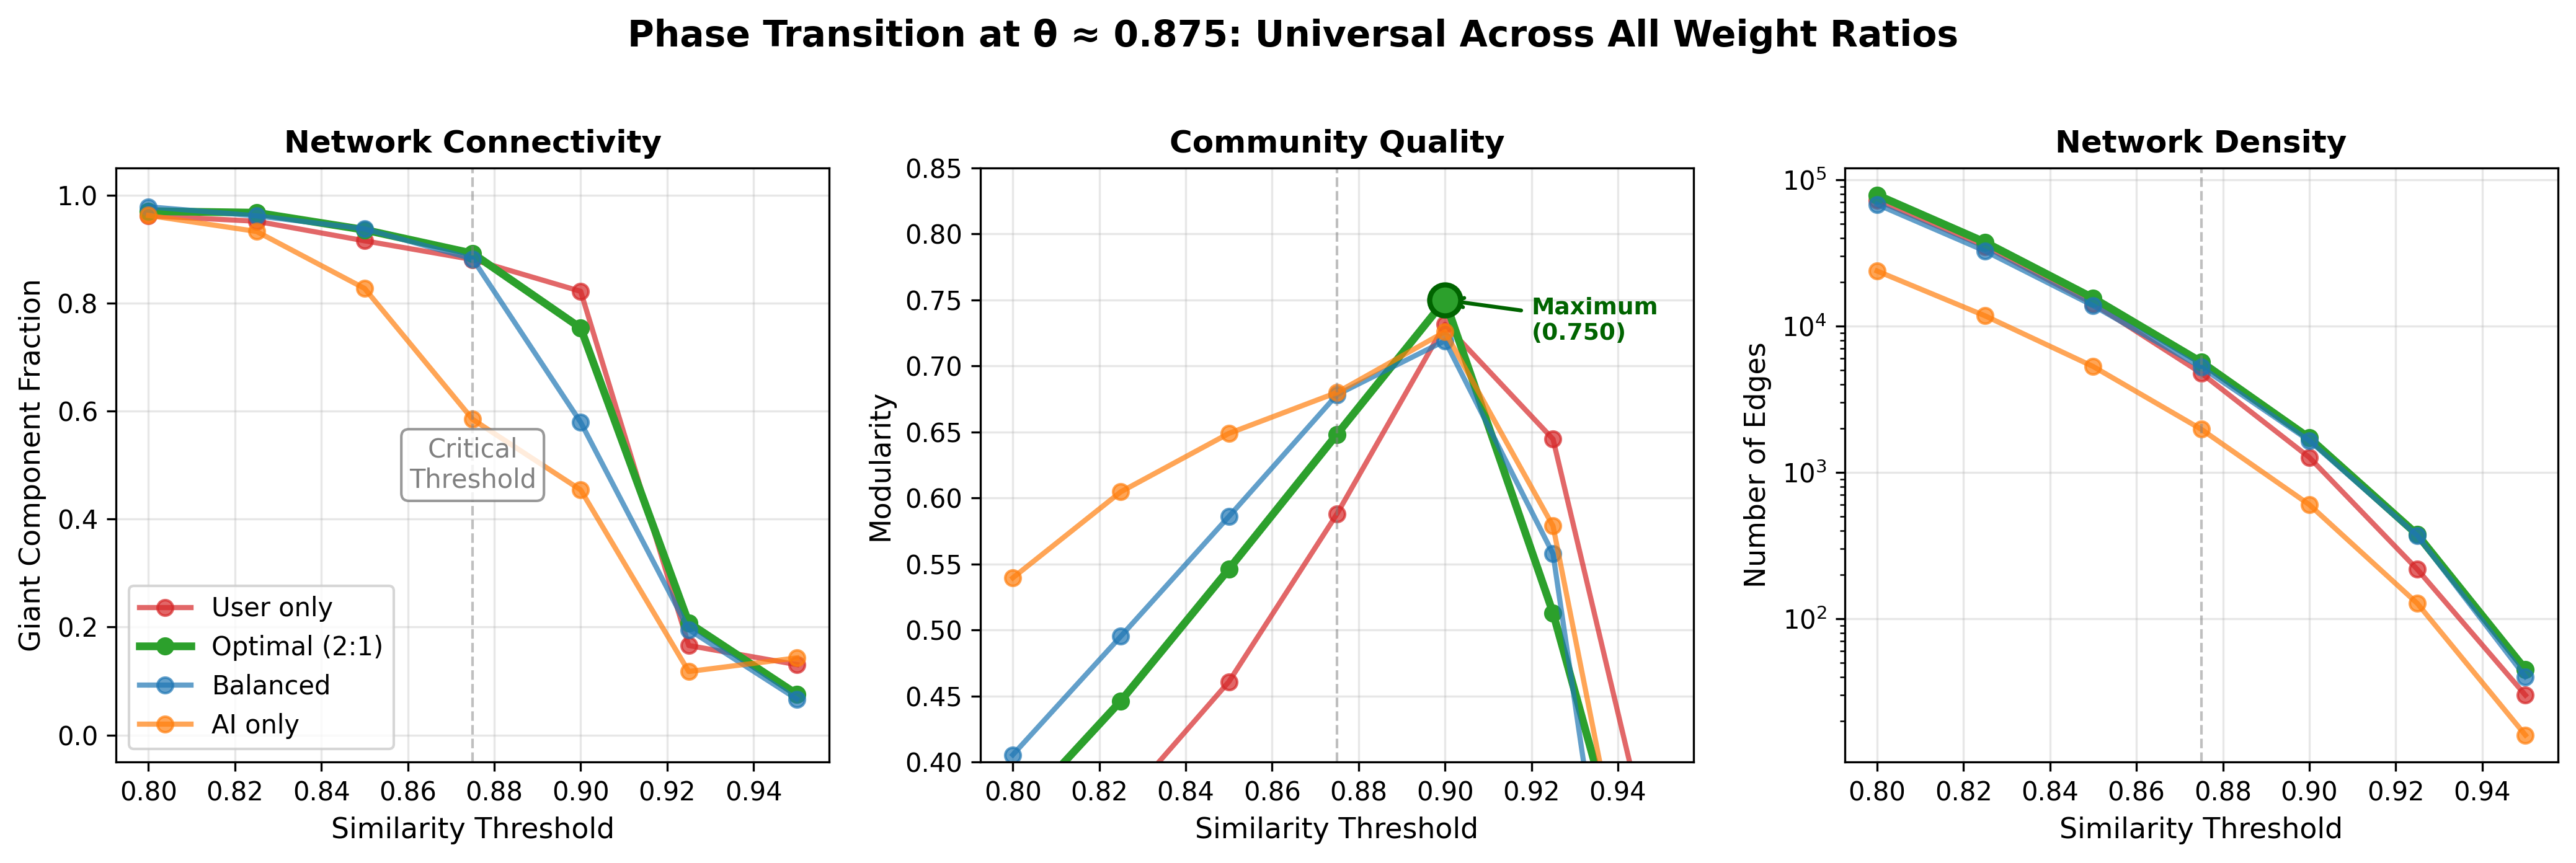 Phase Transition at θ ≈ 0.875: Universal Across All Weight Ratios
Network Connectivity
Giant Component Fraction
1.0
0.8
0.6
0.4
0.2
0.0
Critical
Threshold
User only
Optimal (2:1)
Balanced
AI only
0.80 0.82 0.84 0.86 0.88 0.90 0.92 0.94
Similarity Threshold
Community Quality
Modularity
0.85
0.80
0.75
0.70
0.65
0.60
0.55
0.50
0.45
0.40
Maximum
(0.750)
0.80 0.82 0.84 0.86 0.88 0.90 0.92 0.94
Similarity Threshold
Network Density
Number of Edges
10⁵
10⁴
10³
10²
0.80 0.82 0.84 0.86 0.88 0.90 0.92 0.94
Similarity Threshold